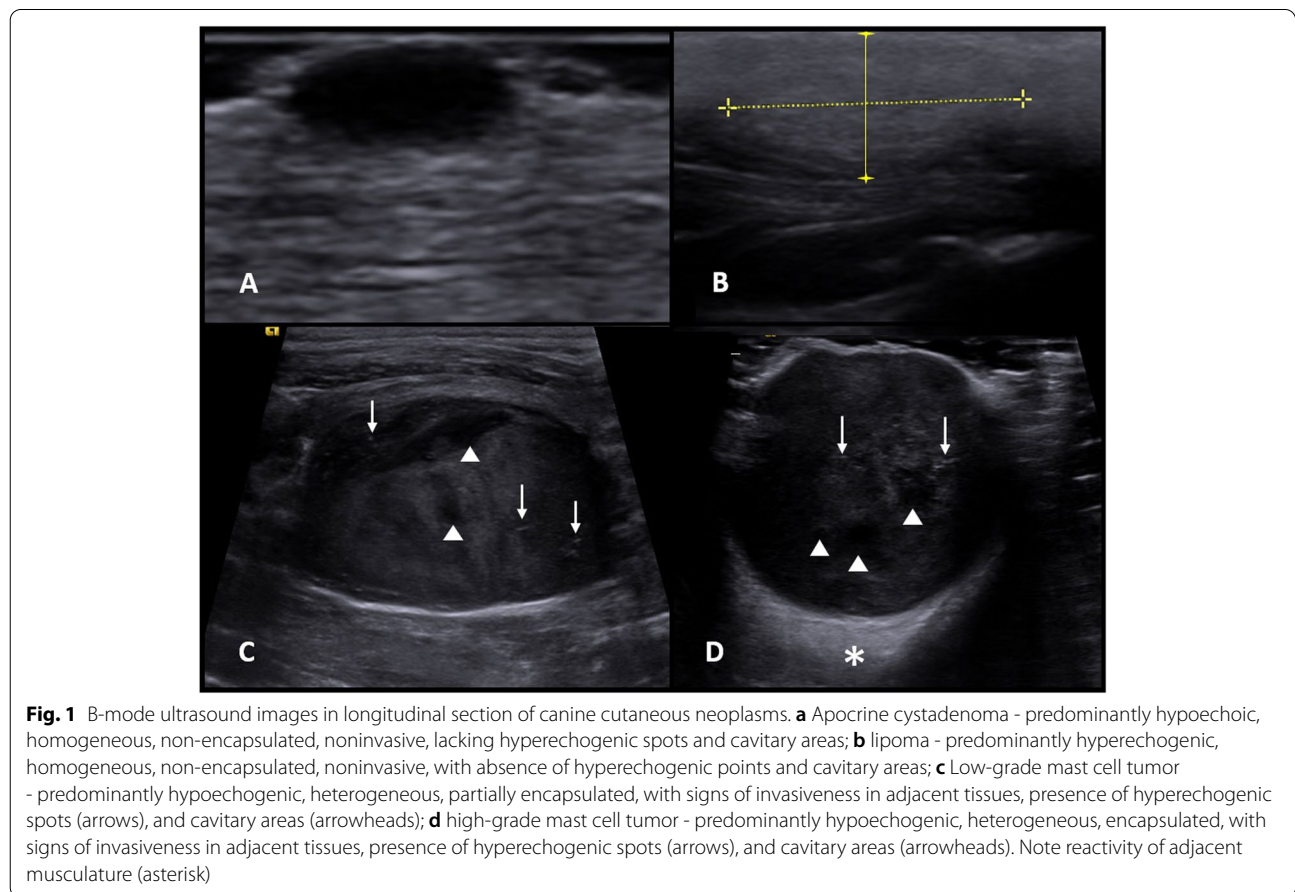 A
B
C
D
*
Fig. 1 B-mode ultrasound images in longitudinal section of canine cutaneous neoplasms. a Apocrine cystadenoma - predominantly hypoechoic,
homogeneous, non-encapsulated, noninvasive, lacking hyperechogenic spots and cavitary areas; b lipoma - predominantly hyperechogenic,
homogeneous, non-encapsulated, noninvasive, with absence of hyperechogenic points and cavitary areas; c Low-grade mast cell tumor
- predominantly hypoechogenic, heterogeneous, partially encapsulated, with signs of invasiveness in adjacent tissues, presence of hyperechogenic
spots (arrows), and cavitary areas (arrowheads); d high-grade mast cell tumor - predominantly hypoechogenic, heterogeneous, encapsulated, with
signs of invasiveness in adjacent tissues, presence of hyperechogenic spots (arrows), and cavitary areas (arrowheads). Note reactivity of adjacent
musculature (asterisk)